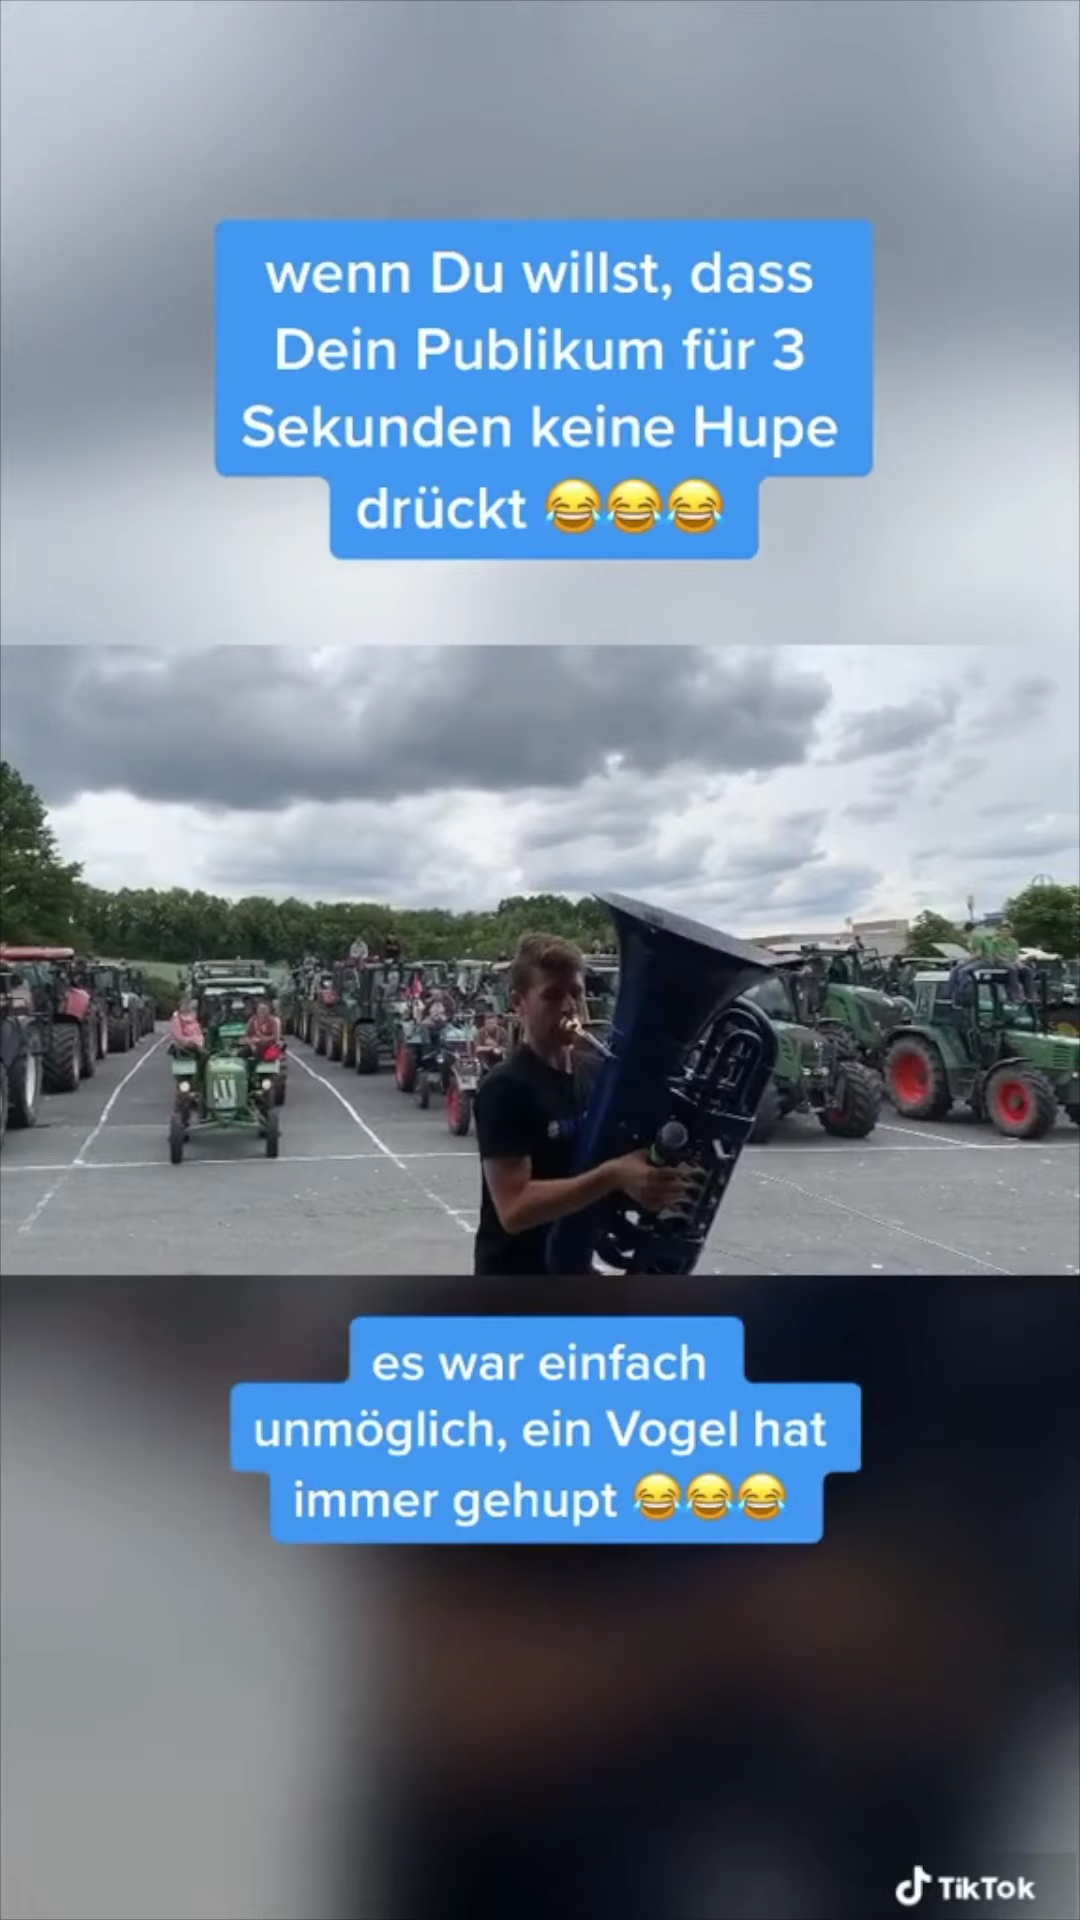 wenn Du willst, dass
Dein Publikum für 3
Sekunden keine Hupe
drückt 😂😂😂
es war einfach
unmöglich, ein Vogel hat
immer gehupt 😂😂😂
TikTok